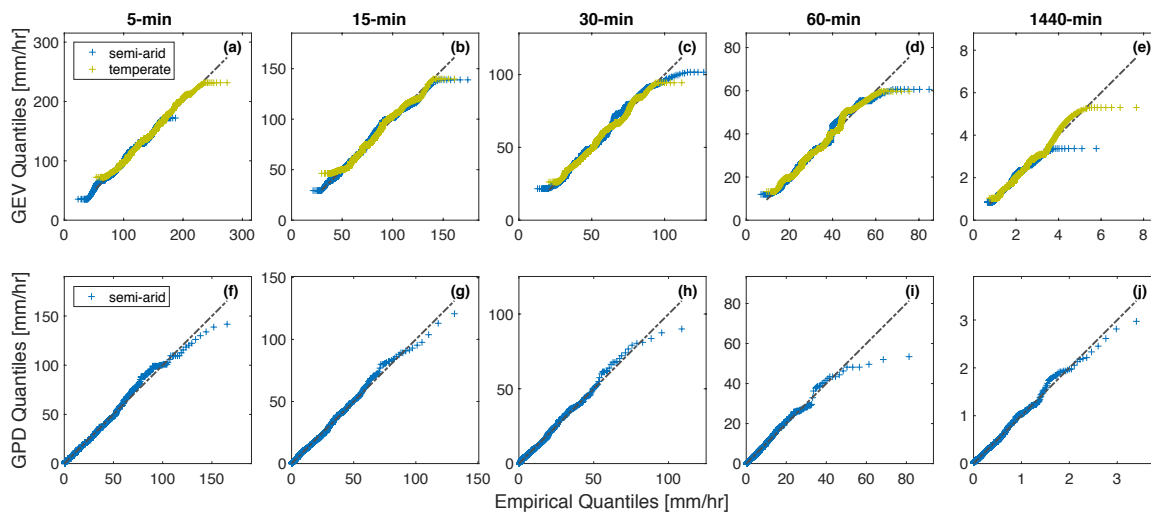 5-min 15-min 30-min 60-min 1440-min
GEV Quantiles [mm/hr]
(a) (b) (c) (d) (e)
semi-arid
temperate
300
200
100
0
0 100 200 300
150
100
50
0
0 50 100 150
100
50
0
0 50 100
80
60
40
20
0
0 20 40 60 80
8
6
4
2
0
0 2 4 6 8
GPD Quantiles [mm/hr]
(f) (g) (h) (i) (j)
semi-arid
150
100
50
0
0 50 100 150
150
100
50
0
0 50 100 150
100
50
0
0 50 100
80
60
40
20
0
0 20 40 60 80
3
2
1
0
0 1 2 3
Empirical Quantiles [mm/hr]